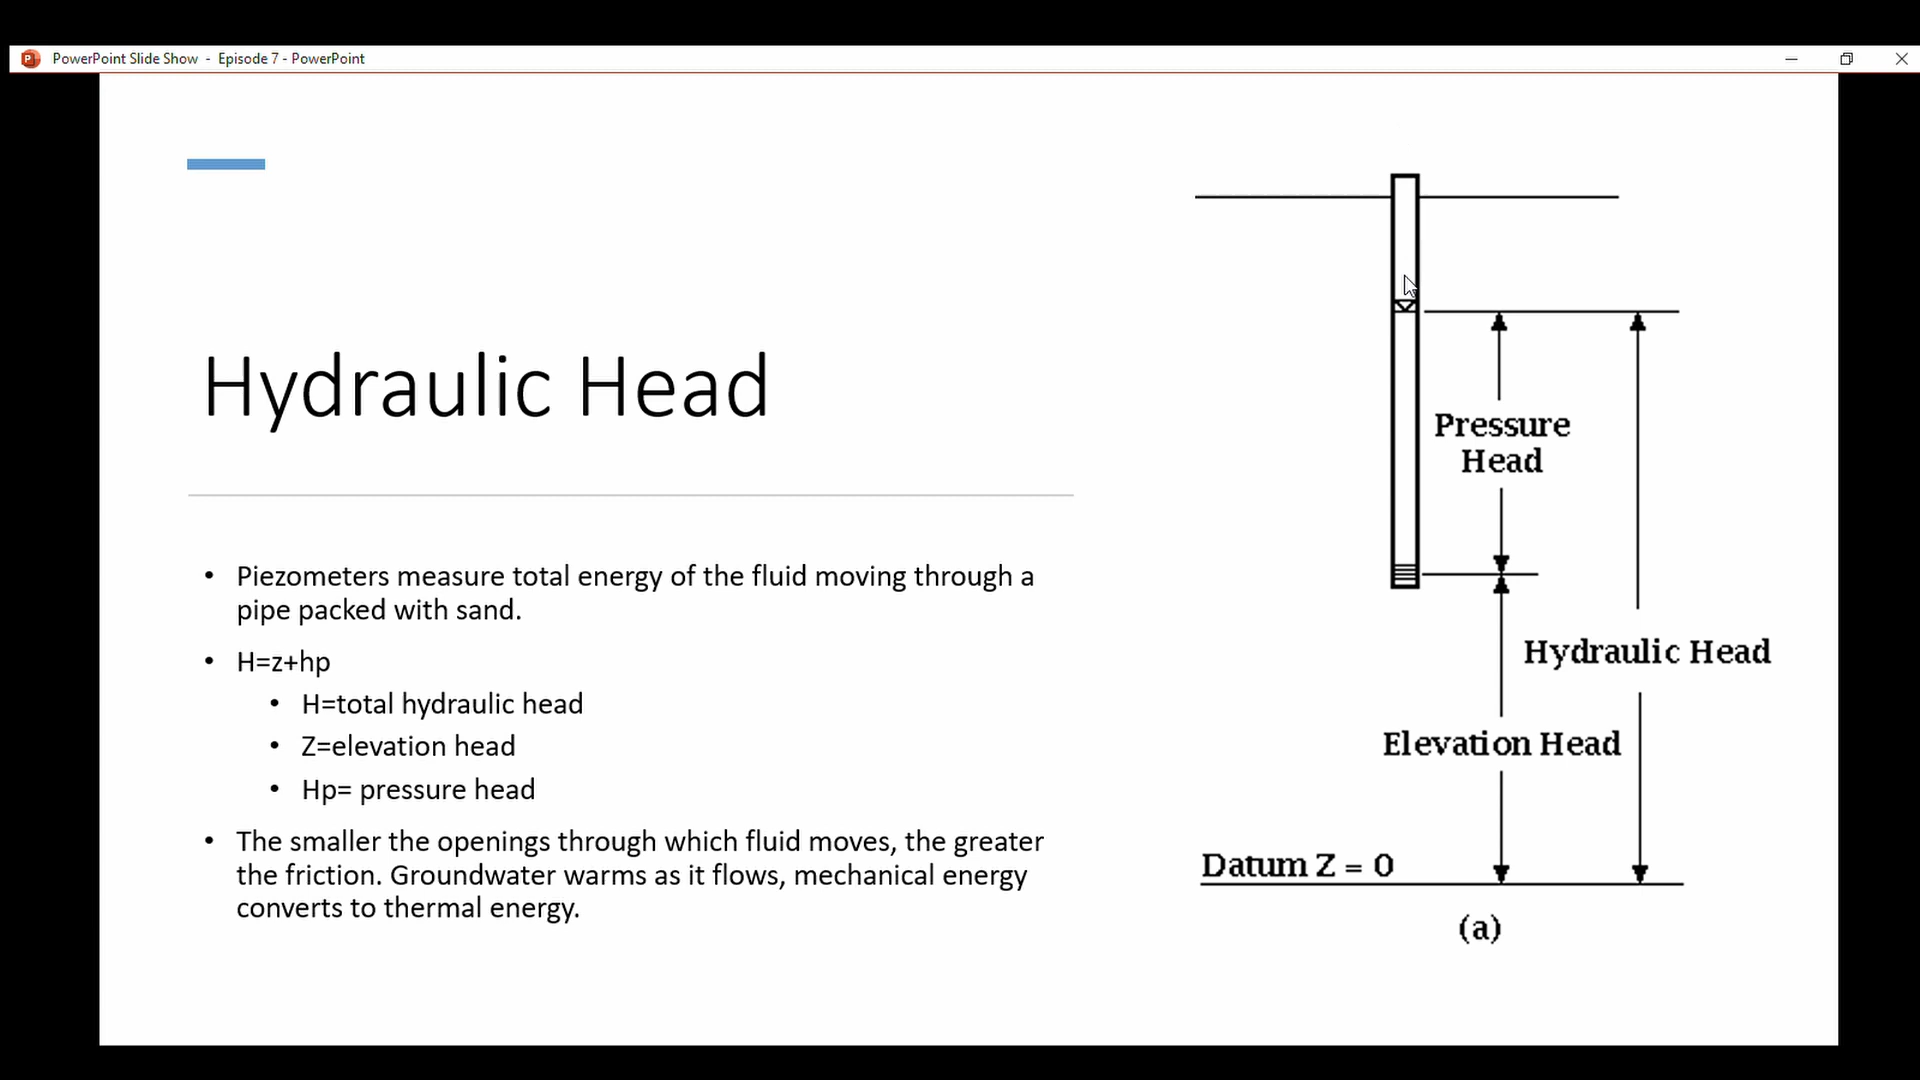 PowerPoint Slide Show - Episode 7 - PowerPoint
Hydraulic Head
• Piezometers measure total energy of the fluid moving through a
pipe packed with sand.
• H=z+hp
• H=total hydraulic head
• Z=elevation head
• Hp= pressure head
• The smaller the openings through which fluid moves, the greater
the friction. Groundwater warms as it flows, mechanical energy
converts to thermal energy.
Pressure
Head
Hydraulic Head
Elevation Head
Datum Z = 0
(a)